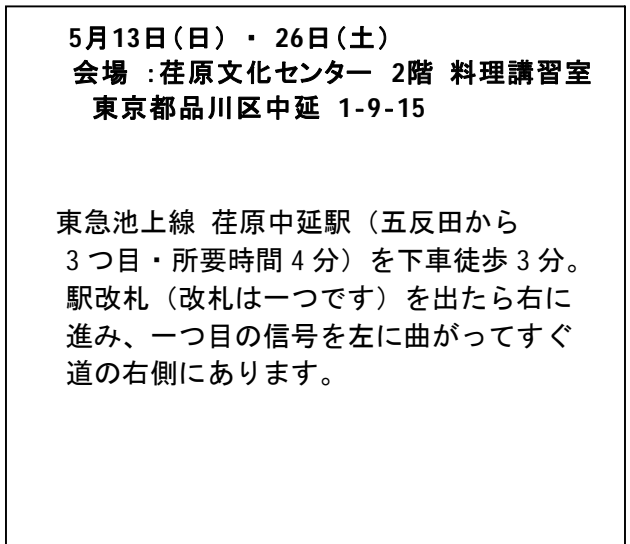 5月13日（日）・ 26日（土）
会場 ：荏原文化センター 2階 料理講習室
東京都品川区中延 1-9-15
東急池上線 荏原中延駅（五反田から
3つ目・所要時間4分）を下車徒歩3分。
駅改札（改札は一つです）を出たら右に
進み、一つ目の信号を左に曲がってすぐ
道の右側にあります。